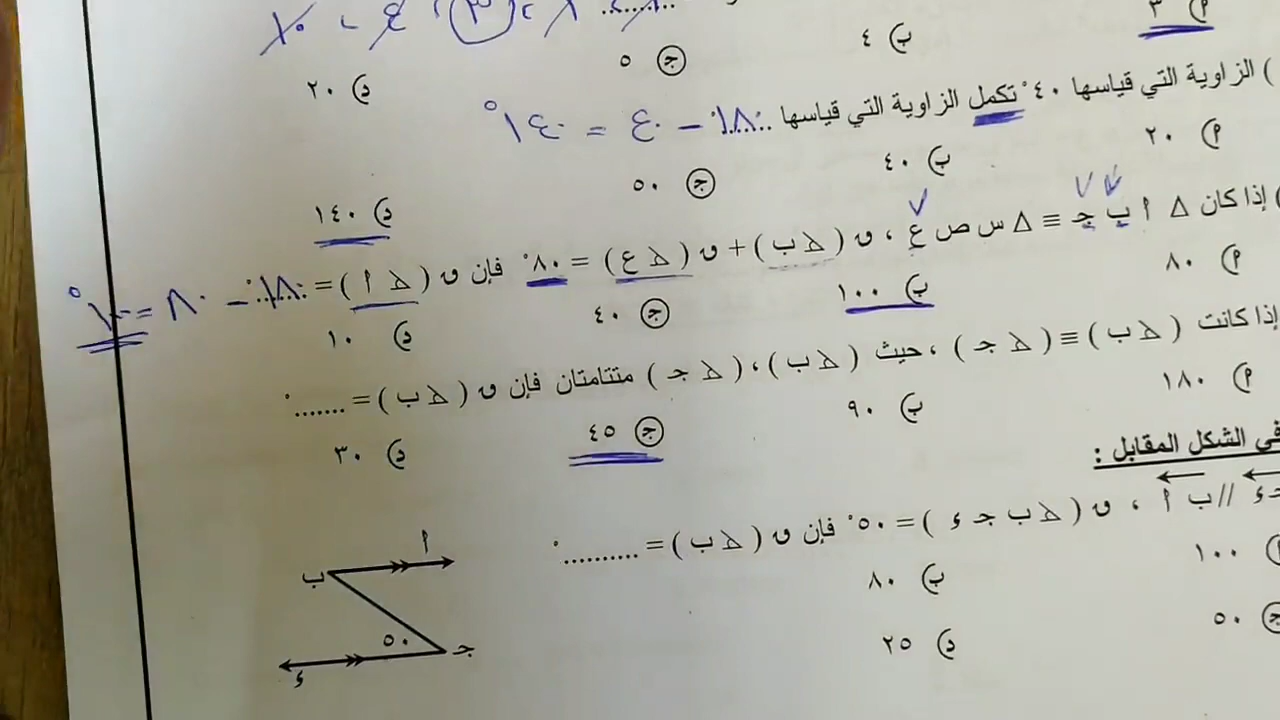 م) ٣ ب) ٤ ج) ٥ د) ٢٠
) الزاوية التي قياسها ٤٠° تكمل الزاوية التي قياسها ....... ١٨٠ - ٤٠ = ١٤٠°
م) ٢٠ ب) ٤٠ ج) ٥٠ د) ١٤٠
) إذا كان △ أ ب ج ≡ △ س ص ع ، ق (ﮪ ب) + ق (ﮪ ع) = ٨٠° فإن ق (ﮪ أ) = ....... ° ١٨٠ - ٨٠ = ١٠٠°
م) ٨٠ ب) ١٠٠ ج) ٤٠ د) ١٠
إذا كانت (ﮪ ب) ≡ (ﮪ جـ) ، حيث (ﮪ ب) ، (ﮪ جـ) متتامتان فإن ق (ﮪ ب) = ....... °
م) ١٨٠ ب) ٩٠ ج) ٤٥ د) ٣٠
في الشكل المقابل :
جـ ء // ب أ ، ق (ﮪ ب جـ ء) = ٥٠° فإن ق (ﮪ ب) = .......... °
م) ١٠٠ ب) ٨٠
ج) ٥٠ د) ٢٥
أ
ب
٥٠
جـ
ء